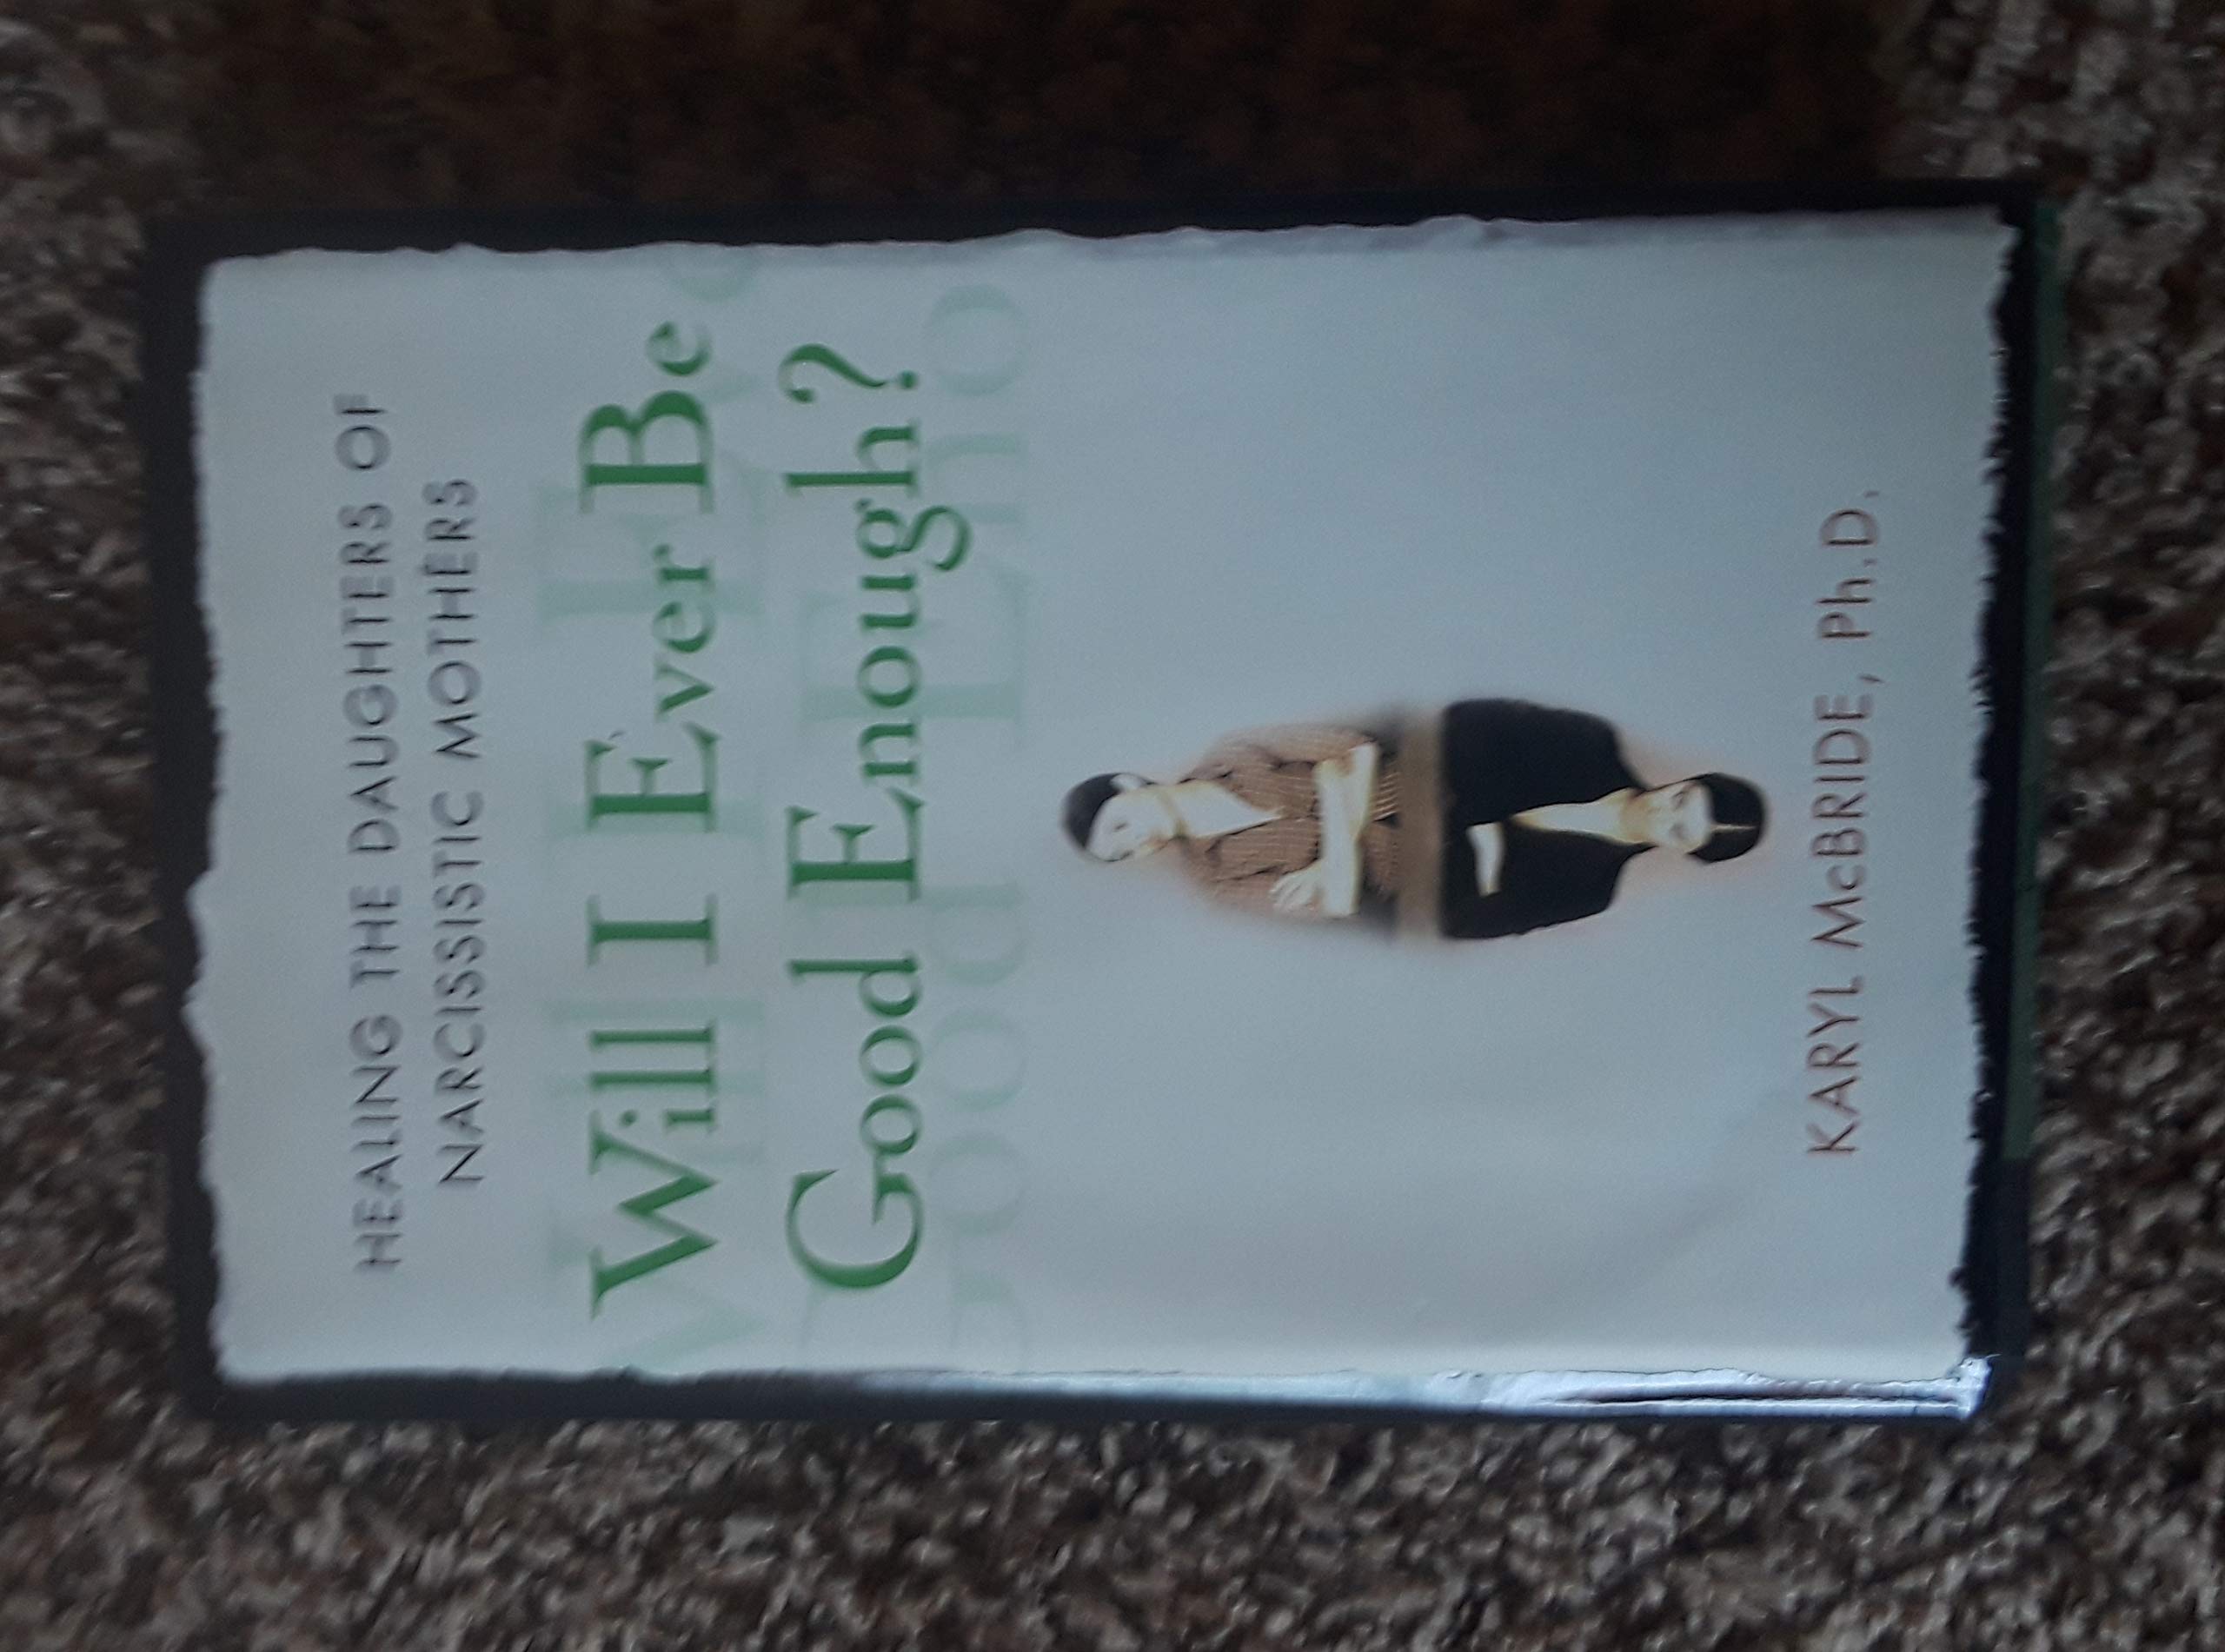 HEALING THE DAUGHTERS OF
NARCISSISTIC MOTHERS
Will I Ever Be
Good Enough?
KARYL McBRIDE, Ph.D.